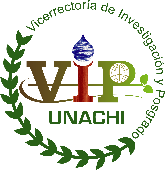 Vicerrectoría de Investigación y Posgrado
VIP
UNACHI